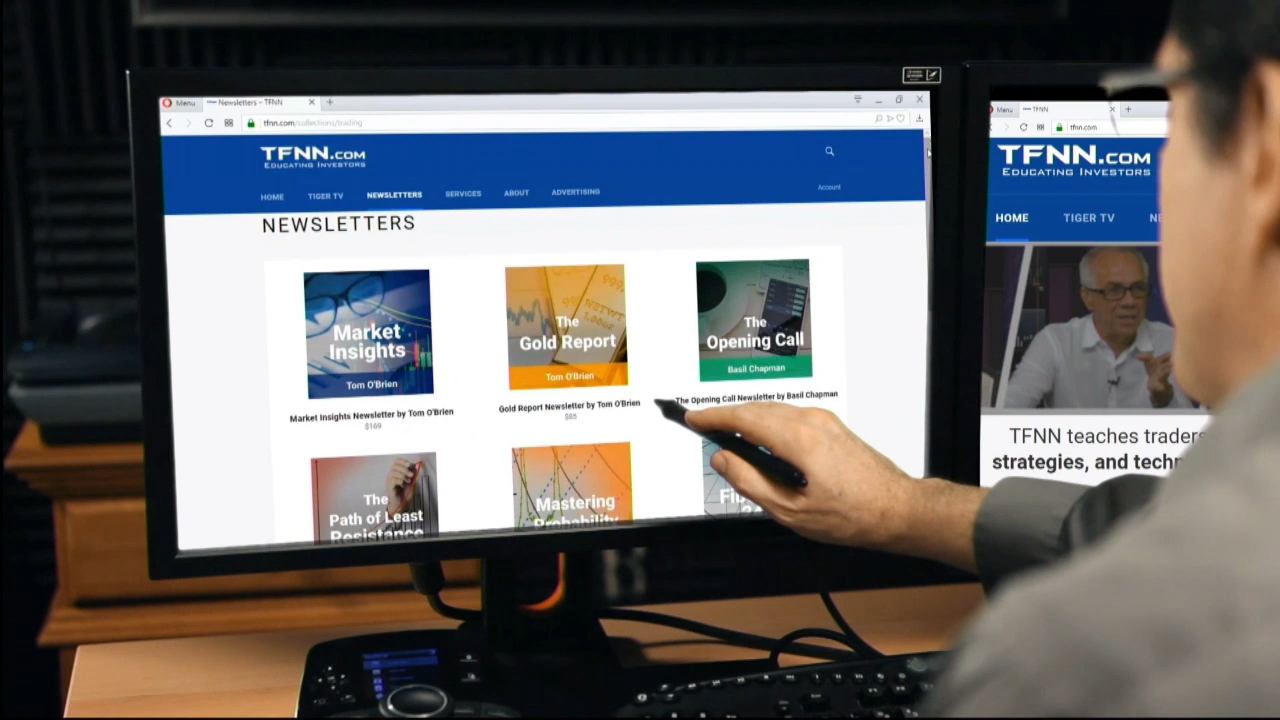 Menu
Newsletters – TFNN
tfnn.com/collections/trading
TFNN.COM
EDUCATING INVESTORS
HOME TIGER TV NEWSLETTERS SERVICES ABOUT ADVERTISING
Account
NEWSLETTERS
Market
Insights
Tom O'Brien
Market Insights Newsletter by Tom O'Brien
$169
The
Gold Report
Tom O'Brien
Gold Report Newsletter by Tom O'Brien
$85
The
Opening Call
Basil Chapman
The Opening Call Newsletter by Basil Chapman
The
Path of Least
Resistance
Mastering
Probability
Menu
TFNN
tfnn.com
TFNN.COM
EDUCATING INVESTORS
HOME TIGER TV
TFNN teaches traders
strategies, and